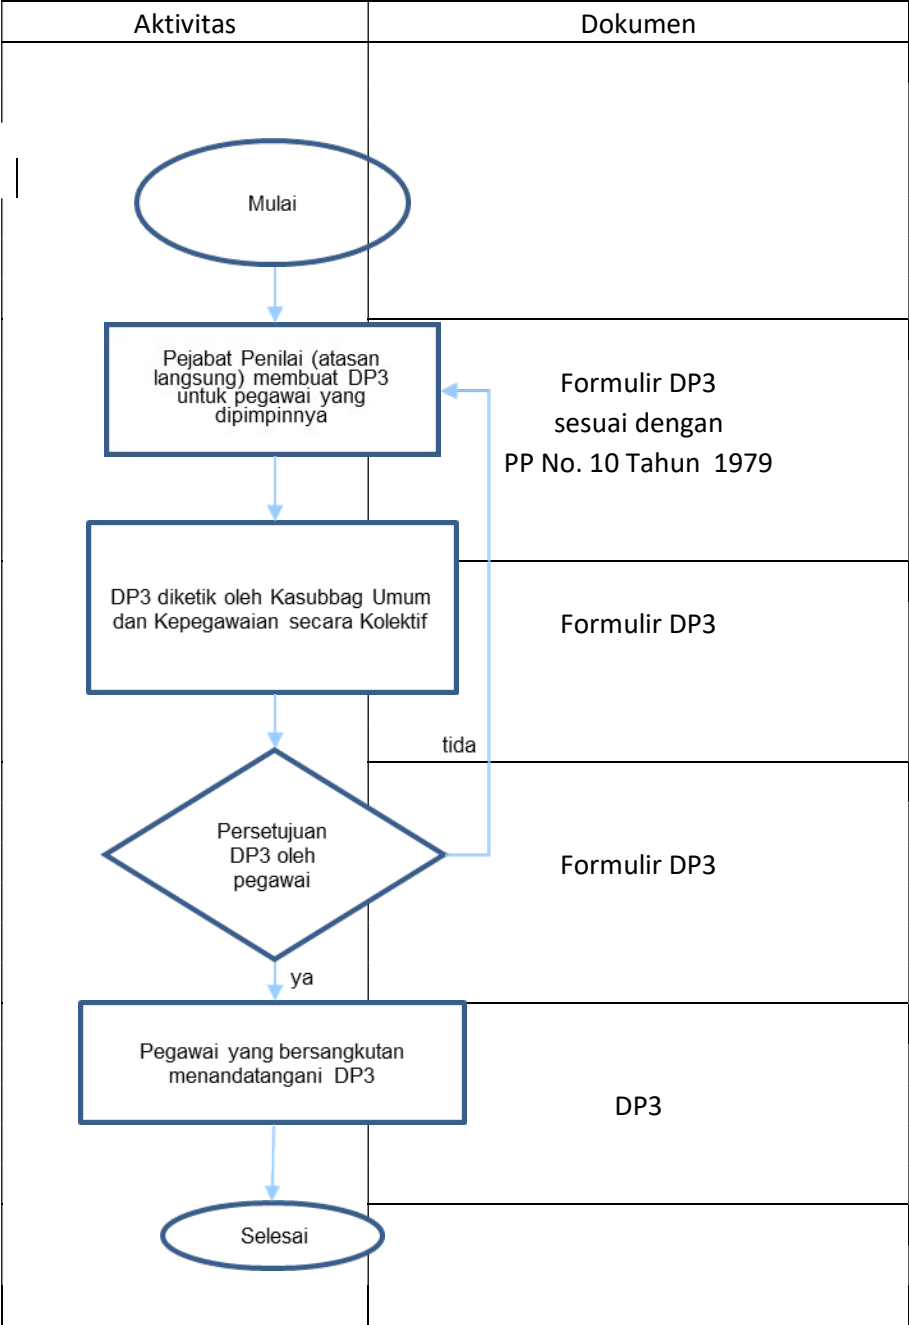 Aktivitas
Dokumen
Mulai
Pejabat Penilai (atasan
langsung) membuat DP3
untuk pegawai yang
dipimpinnya
Formulir DP3
sesuai dengan
PP No. 10 Tahun 1979
DP3 diketik oleh Kasubbag Umum
dan Kepegawaian secara Kolektif
Formulir DP3
tida
Persetujuan
DP3 oleh
pegawai
Formulir DP3
ya
Pegawai yang bersangkutan
menandatangani DP3
DP3
Selesai